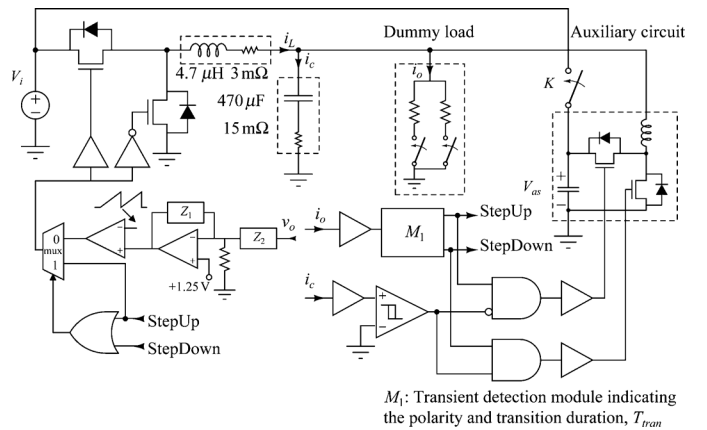 Dummy load
Auxiliary circuit
i_L
i_c
i_o
V_i
4.7 μH 3 mΩ
470 μF
15 mΩ
K
V_as
Z_1
Z_2
v_o
i_o
M_1
StepUp
StepDown
0
mux
1
+1.25 V
i_c
StepUp
StepDown
M_1: Transient detection module indicating
the polarity and transition duration, T_tran